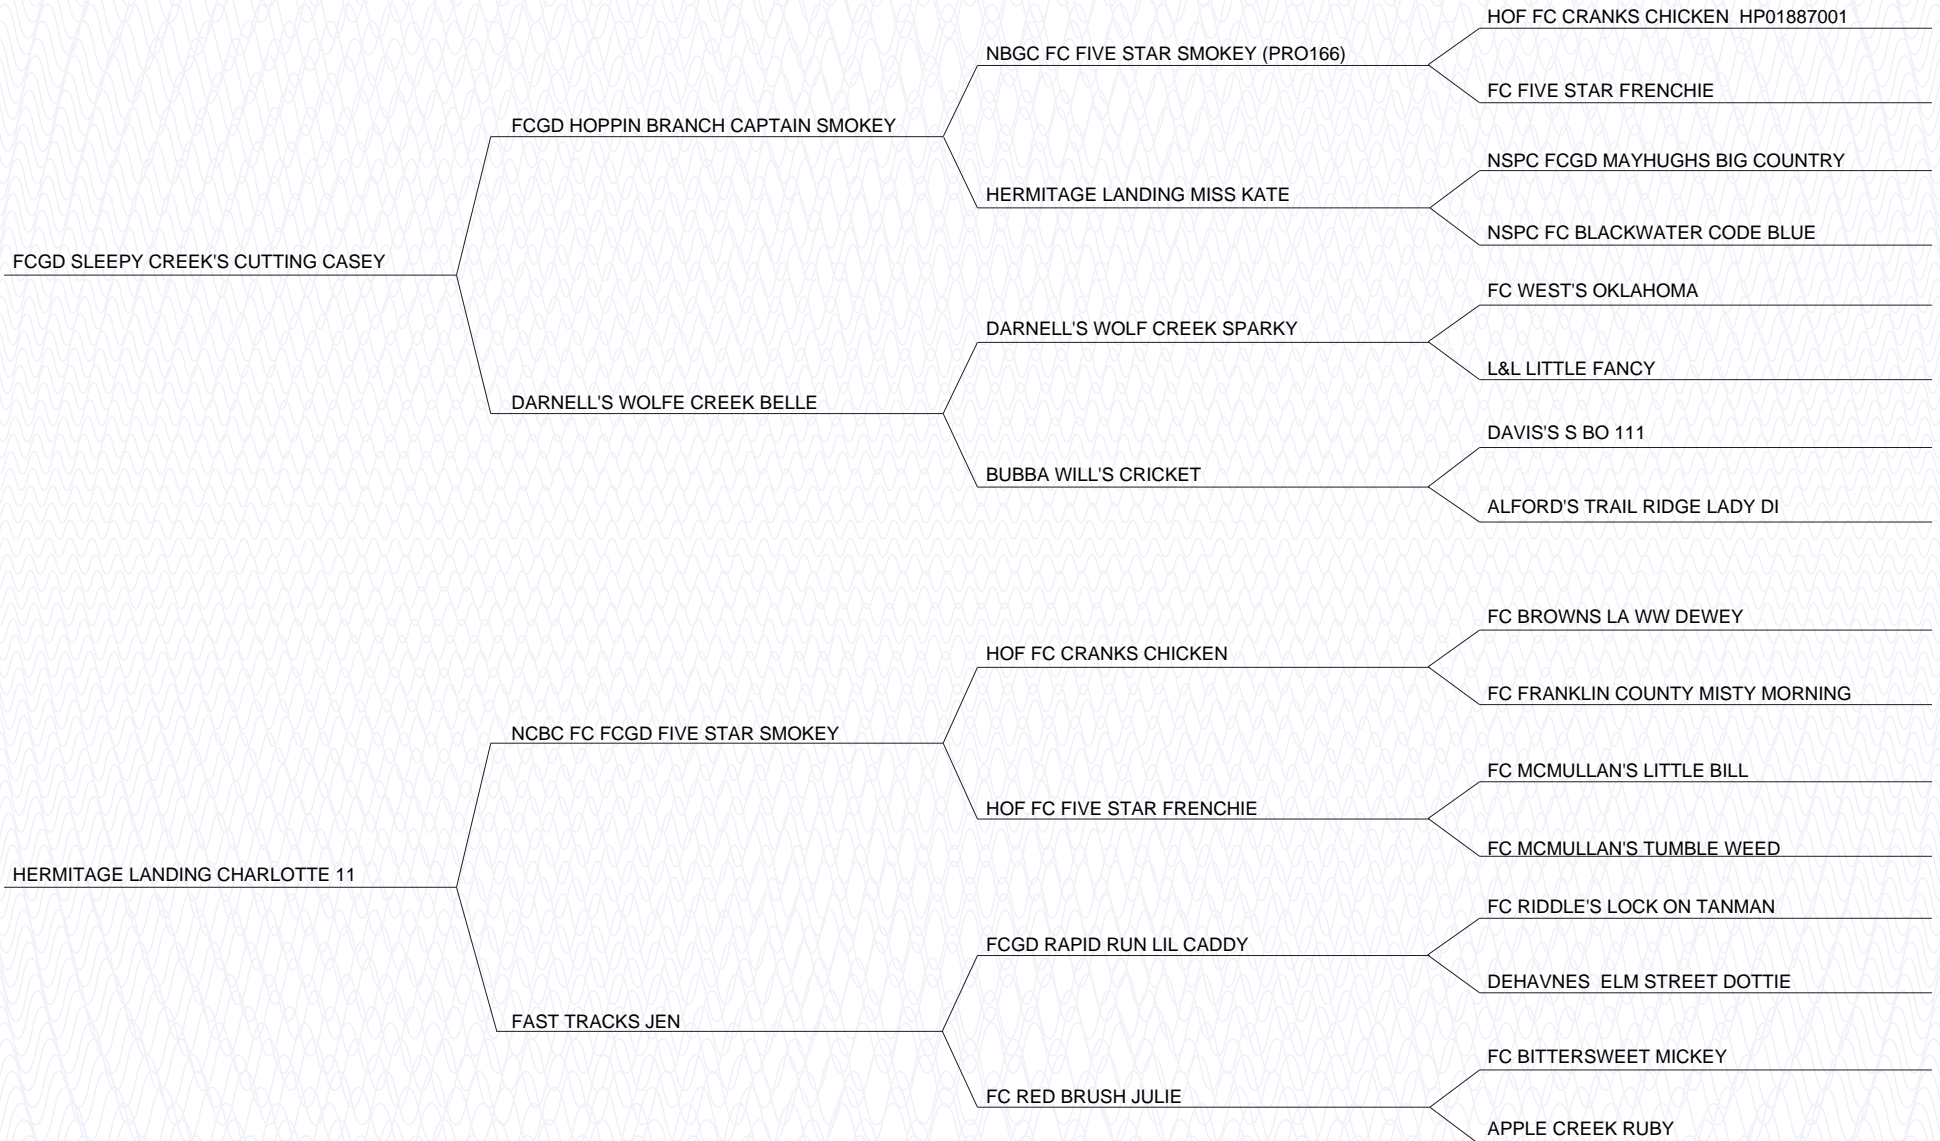 HOF FC CRANKS CHICKEN  HP01887001
NBGC FC FIVE STAR SMOKEY (PRO166)
FC FIVE STAR FRENCHIE
FCGD HOPPIN BRANCH CAPTAIN SMOKEY
NSPC FCGD MAYHUGHS BIG COUNTRY
HERMITAGE LANDING MISS KATE
NSPC FC BLACKWATER CODE BLUE
FCGD SLEEPY CREEK'S CUTTING CASEY
FC WEST'S OKLAHOMA
DARNELL'S WOLF CREEK SPARKY
L&L LITTLE FANCY
DARNELL'S WOLFE CREEK BELLE
DAVIS'S S BO 111
BUBBA WILL'S CRICKET
ALFORD'S TRAIL RIDGE LADY DI
FC BROWNS LA WW DEWEY
HOF FC CRANKS CHICKEN
FC FRANKLIN COUNTY MISTY MORNING
NCBC FC FCGD FIVE STAR SMOKEY
FC MCMULLAN'S LITTLE BILL
HOF FC FIVE STAR FRENCHIE
FC MCMULLAN'S TUMBLE WEED
HERMITAGE LANDING CHARLOTTE 11
FC RIDDLE'S LOCK ON TANMAN
FCGD RAPID RUN LIL CADDY
DEHAVNES  ELM STREET DOTTIE
FAST TRACKS JEN
FC BITTERSWEET MICKEY
FC RED BRUSH JULIE
APPLE CREEK RUBY